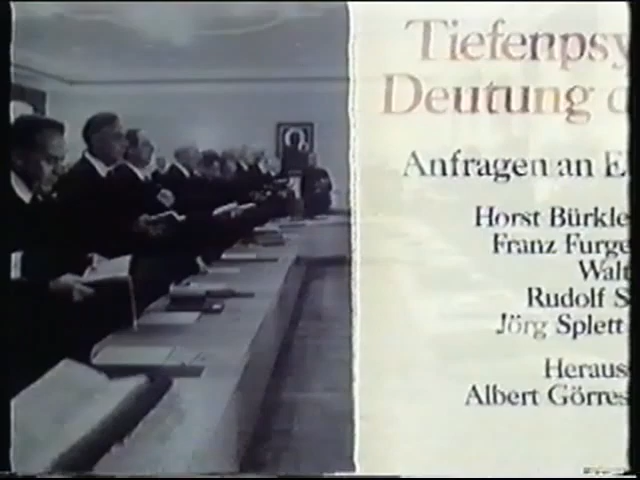 Tiefenpsy
Deutung d
Anfragen an E
Horst Bürkle
Franz Furge
Walt
Rudolf S
Jörg Splett
Heraus
Albert Görres